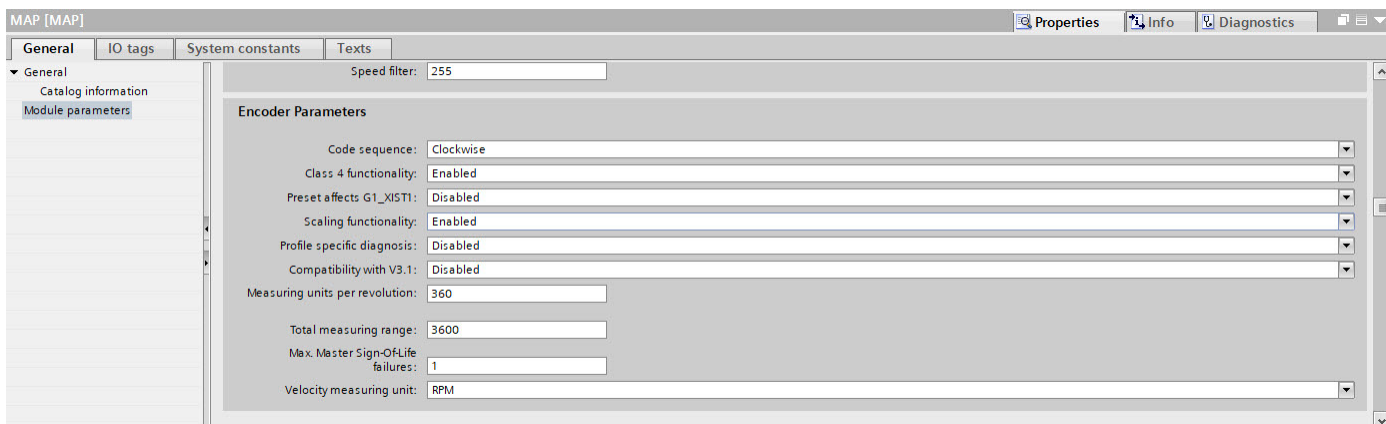 MAP [MAP]
Properties Info Diagnostics
General IO tags System constants Texts
General
Catalog information
Module parameters
Speed filter: 255
Encoder Parameters
Code sequence: Clockwise
Class 4 functionality: Enabled
Preset affects G1_XIST1: Disabled
Scaling functionality: Enabled
Profile specific diagnosis: Disabled
Compatibility with V3.1: Disabled
Measuring units per revolution: 360
Total measuring range: 3600
Max. Master Sign-Of-Life
failures: 1
Velocity measuring unit: RPM